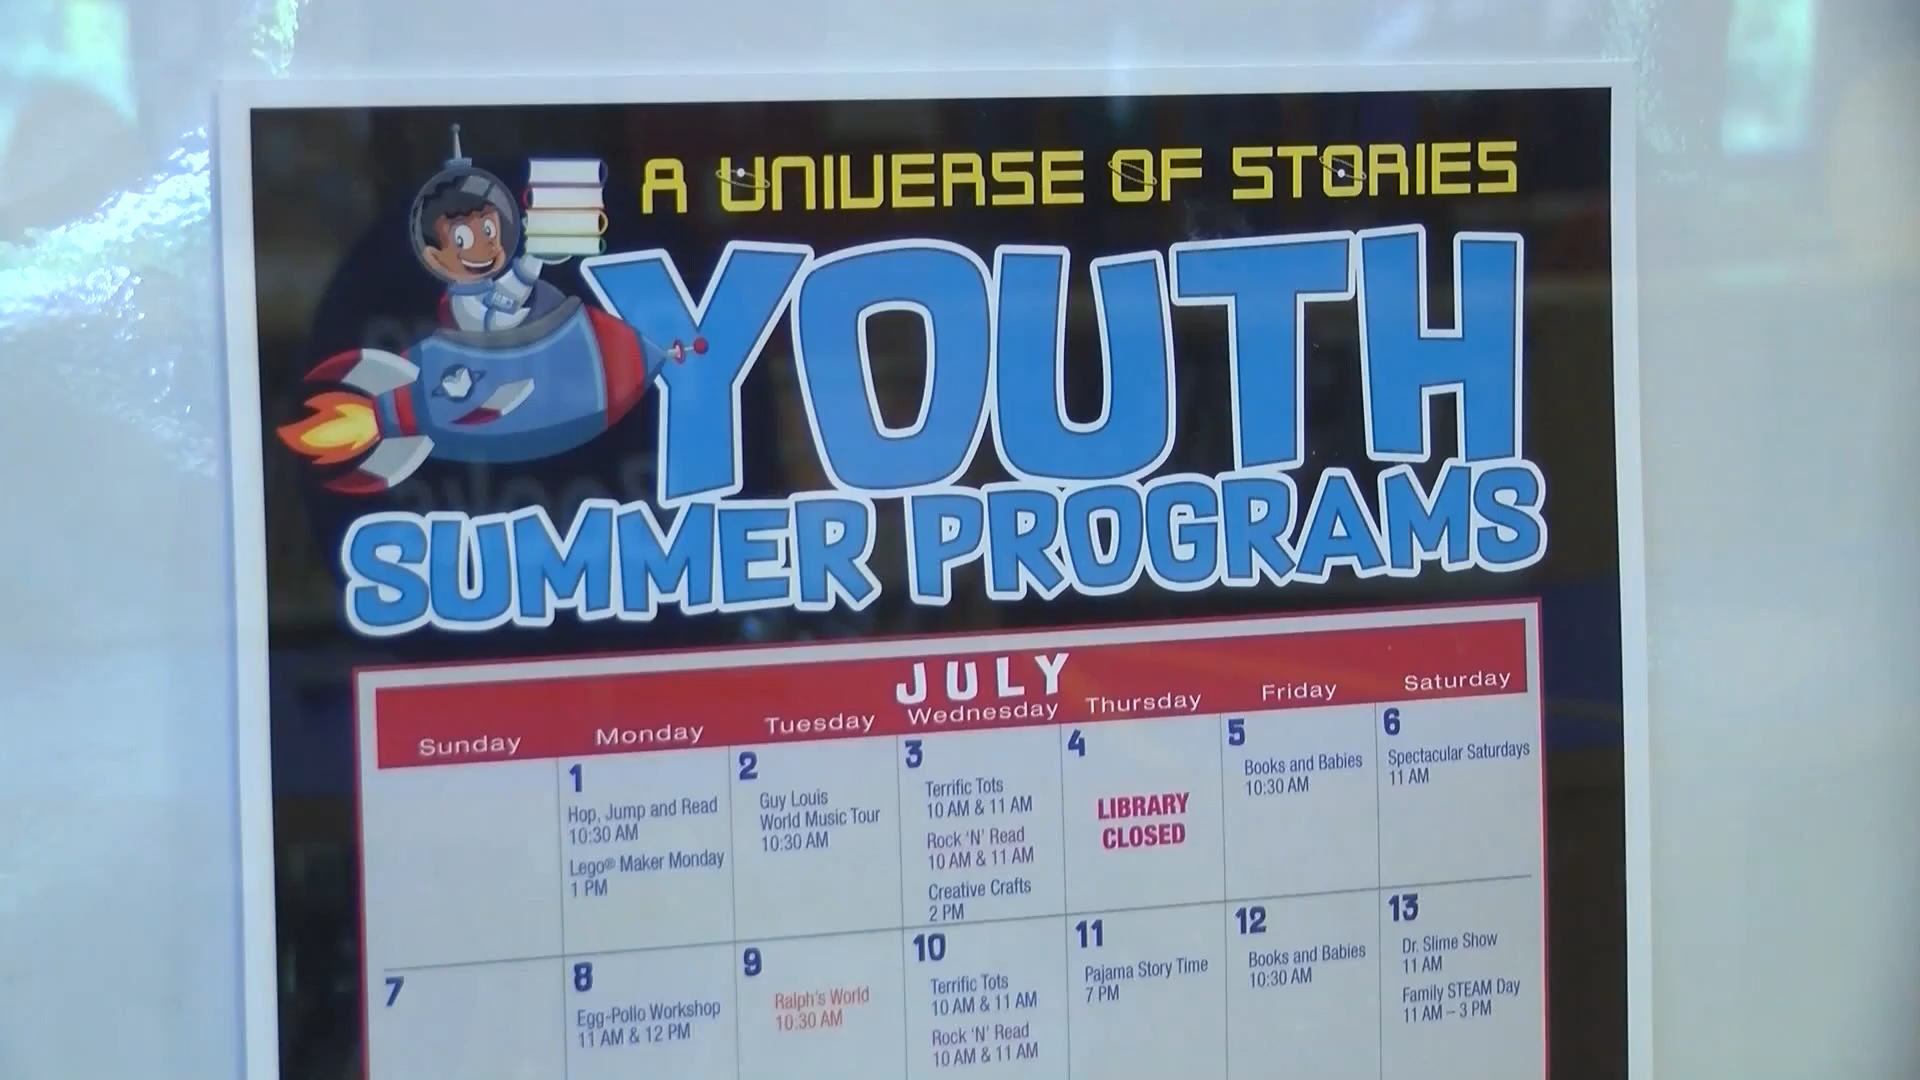 A UNIVERSE OF STORIES
YOUTH
SUMMER PROGRAMS
JULY
Sunday Monday Tuesday Wednesday Thursday Friday Saturday
1
Hop, Jump and Read
10:30 AM
Lego® Maker Monday
1 PM
2
Guy Louis
World Music Tour
10:30 AM
3
Terrific Tots
10 AM & 11 AM
Rock 'N' Read
10 AM & 11 AM
Creative Crafts
2 PM
4
LIBRARY
CLOSED
5
Books and Babies
10:30 AM
6
Spectacular Saturdays
11 AM
7
8
Egg-Pollo Workshop
11 AM & 12 PM
9
Ralph's World
10:30 AM
10
Terrific Tots
10 AM & 11 AM
Rock 'N' Read
10 AM & 11 AM
11
Pajama Story Time
7 PM
12
Books and Babies
10:30 AM
13
Dr. Slime Show
11 AM
Family STEAM Day
11 AM – 3 PM